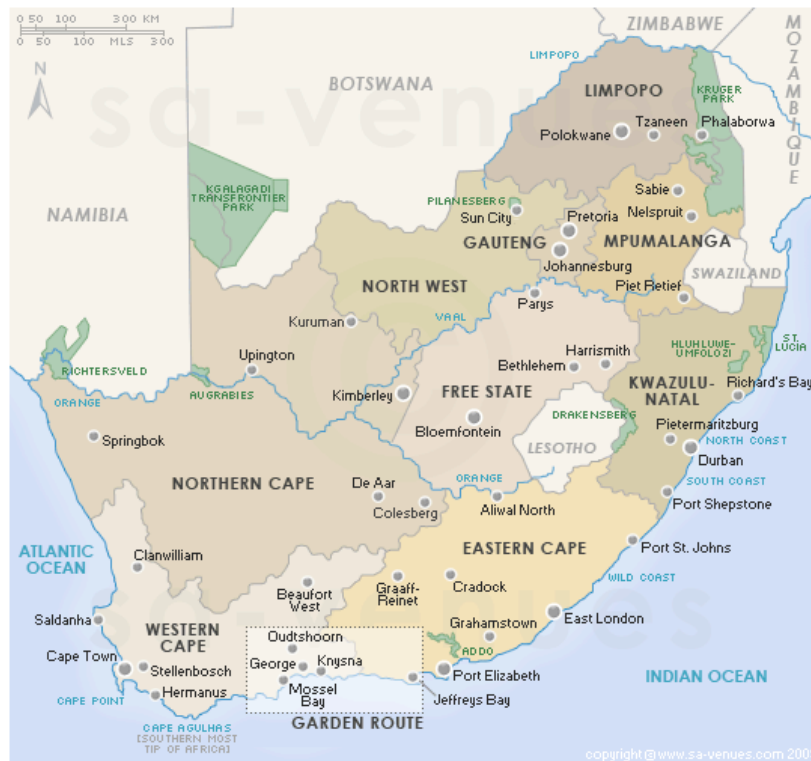 0 50 100 300 KM
0 50 100 MLS 300
N
ZIMBABWE
MOZAMBIQUE
LIMPOPO
BOTSWANA
LIMPOPO
KRUGER
PARK
sa-venues
Tzaneen
Phalaborwa
Polokwane
KGALAGADI
TRANSFRONTIER
PARK
NAMIBIA
PILANESBERG
Sun City
Sabie
Nelspruit
Pretoria
GAUTENG
MPUMALANGA
Johannesburg
SWAZILAND
NORTH WEST
Piet Retief
Parys
VAAL
Kuruman
HLUHLUWE-
UMFOLOZI
ST.
LUCIA
Harrismith
Bethlehem
Upington
RICHTERSVELD
AUGRABIES
Kimberley
FREE STATE
KWAZULU-
NATAL
Richard's Bay
ORANGE
DRAKENSBERG
Bloemfontein
Springbok
LESOTHO
Pietermaritzburg
NORTH COAST
Durban
NORTHERN CAPE
De Aar
ORANGE
SOUTH COAST
Colesberg
Aliwal North
Port Shepstone
ATLANTIC
OCEAN
EASTERN CAPE
Port St. Johns
Clanwilliam
WILD COAST
Beaufort
West
Graaff-
Reinet
Cradock
sa-venues
Saldanha
WESTERN
CAPE
Oudtshoorn
Grahamstown
East London
Cape Town
Stellenbosch
George
Knysna
ADDO
Port Elizabeth
INDIAN OCEAN
CAPE POINT
Hermanus
Mossel
Bay
Jeffreys Bay
CAPE AGULHAS
[SOUTHERN MOST
TIP OF AFRICA]
GARDEN ROUTE
copyright@www.sa-venues.com